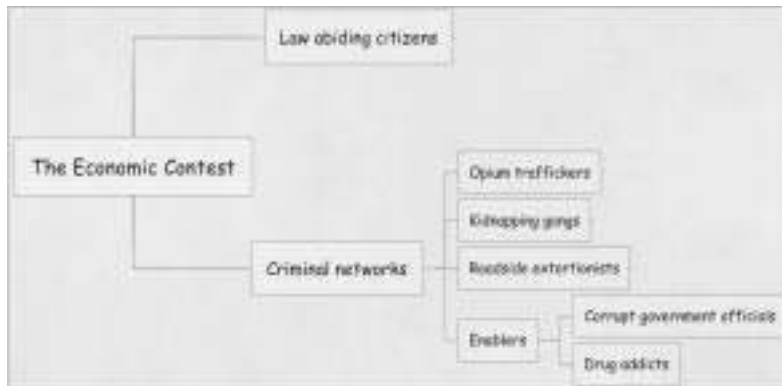 Law abiding citizens
The Economic Contest
Opium traffickers
Kidnapping gangs
Criminal networks
Roadside extortionists
Enablers
Corrupt government officials
Drug addicts